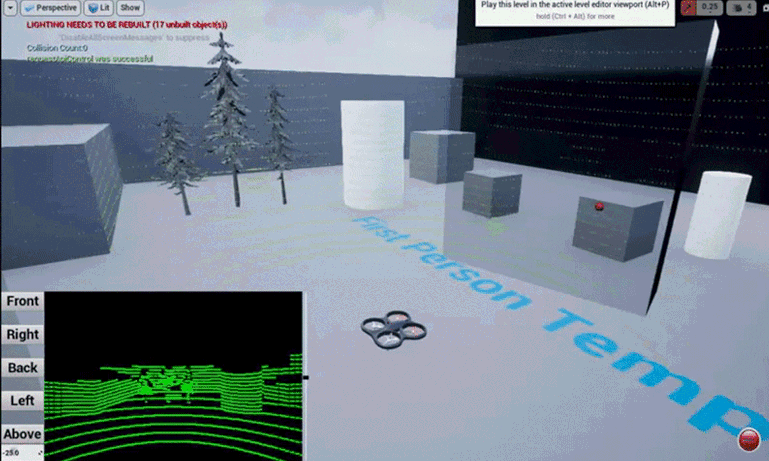 Perspective Lit Show
Play this level in the active level editor viewport (Alt+P)
hold (Ctrl + Alt) for more
0.25 4
LIGHTING NEEDS TO BE REBUILT (17 unbuilt object(s))
'DisableAllScreenMessages' to suppress
Collision Count:0
was successful
First Person Temp
Front
Right
Back
Left
Above